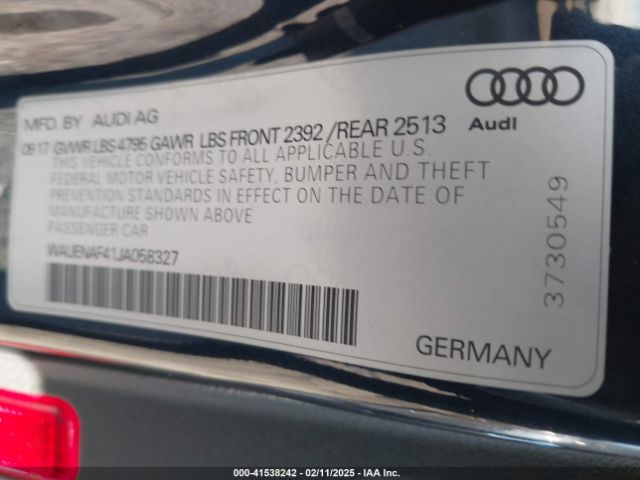 MFD. BY AUDI AG
08 17 GVWR LBS 4795 GAWR LBS FRONT 2392 /REAR 2513
THIS VEHICLE CONFORMS TO ALL APPLICABLE U.S.
FEDERAL MOTOR VEHICLE SAFETY, BUMPER AND THEFT
PREVENTION STANDARDS IN EFFECT ON THE DATE OF
MANUFACTURE SHOWN ABOVE
PASSENGER CAR
WAUENAF41JA058327
Audi
3730549
GERMANY
000-41538242 - 02/11/2025 - IAA Inc.